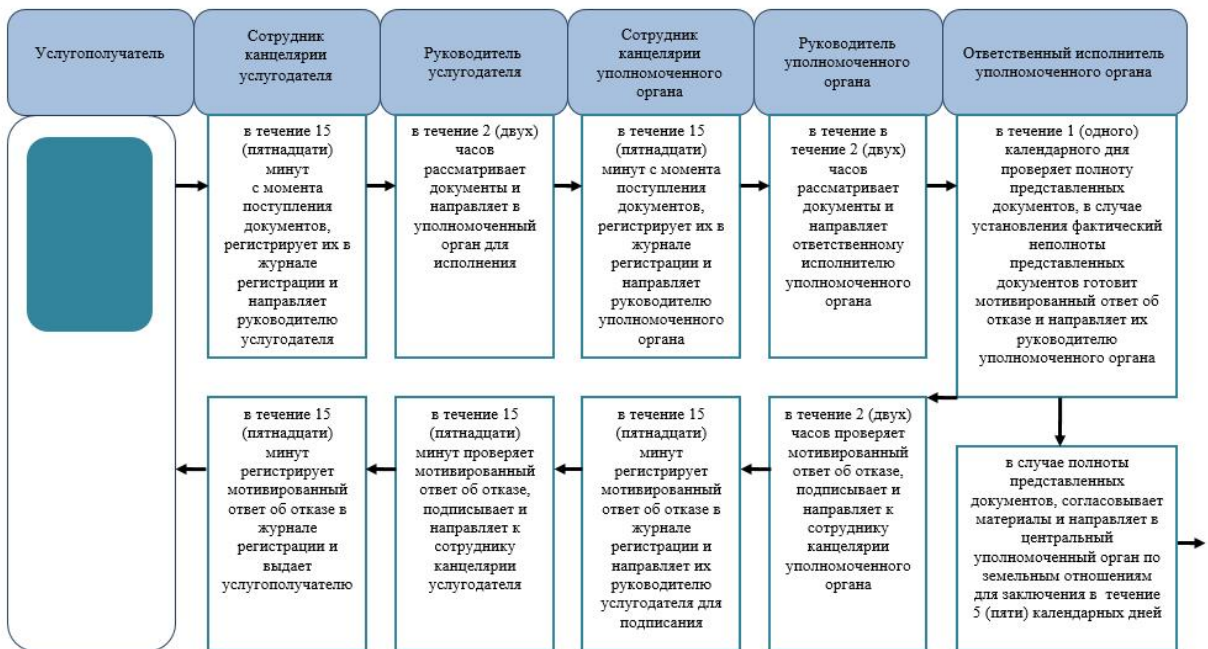 Услугополучатель
Сотрудник
канцелярии
услугодателя
Руководитель
услугодателя
Сотрудник
канцелярии
уполномоченного
органа
Руководитель
уполномоченного
органа
Ответственный исполнитель
уполномоченного органа
в течение 15
(пятнадцати)
минут
с момента
поступления
документов,
регистрирует их в
журнале
регистрации и
направляет
руководителю
услугодателя
в течение 2 (двух)
часов
рассматривает
документы и
направляет в
уполномоченный
орган для
исполнения
в течение 15
(пятнадцати)
минут с момента
поступления
документов,
регистрирует их в
журнале
регистрации и
направляет
руководителю
уполномоченного
органа
в течение в
течение 2 (двух)
часов
рассматривает
документы и
направляет
ответственному
исполнителю
уполномоченного
органа
в течение 1 (одного)
календарного дня
проверяет полноту
представленных
документов, в случае
установления фактический
неполноты
представленных
документов готовит
мотивированный ответ об
отказе и направляет их
руководителю
уполномоченного органа
в течение 15
(пятнадцати)
минут
регистрирует
мотивированный
ответ об отказе в
журнале
регистрации и
выдает
услугополучателю
в течение 15
(пятнадцати)
минут проверяет
мотивированный
ответ об отказе,
подписывает и
направляет к
сотруднику
канцелярии
услугодателя
в течение 15
(пятнадцати)
минут
регистрирует
мотивированный
ответ об отказе в
журнале
регистрации и
направляет их
руководителю
услугодателя для
подписания
в течение 2 (двух)
часов проверяет
мотивированный
ответ об отказе,
подписывает и
направляет к
сотруднику
канцелярии
уполномоченного
органа
в случае полноты
представленных
документов, согласовывает
материалы и направляет в
центральный
уполномоченный орган по
земельным отношениям
для заключения в течение
5 (пяти) календарных дней